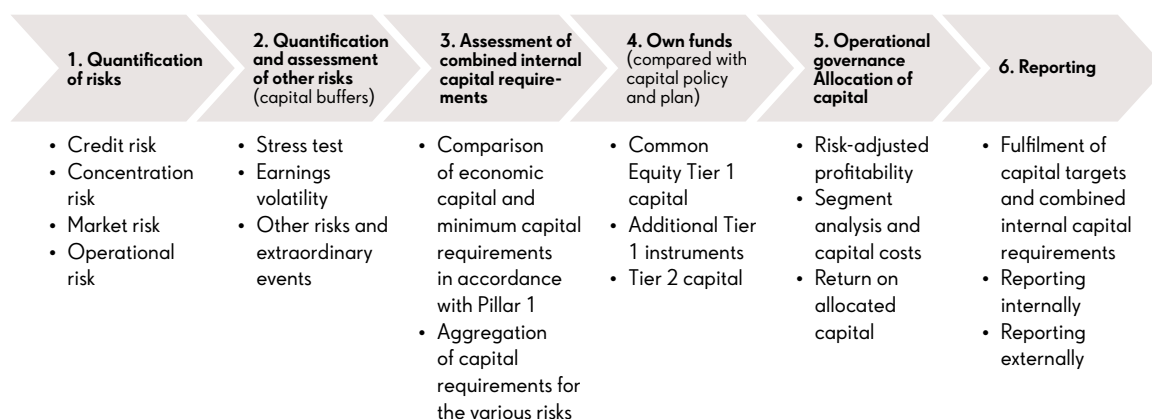 1. Quantification
of risks
2. Quantification
and assessment
of other risks
(capital buffers)
3. Assessment of
combined internal
capital require-
ments
4. Own funds
(compared with
capital policy
and plan)
5. Operational
governance
Allocation of
capital
6. Reporting
• Credit risk
• Concentration
risk
• Market risk
• Operational
risk
• Stress test
• Earnings
volatility
• Other risks and
extraordinary
events
• Comparison
of economic
capital and
minimum capital
requirements
in accordance
with Pillar 1
• Aggregation
of capital
requirements for
the various risks
• Common
Equity Tier 1
capital
• Additional Tier
1 instruments
• Tier 2 capital
• Risk-adjusted
profitability
• Segment
analysis and
capital costs
• Return on
allocated
capital
• Fulfilment of
capital targets
and combined
internal capital
requirements
• Reporting
internally
• Reporting
externally